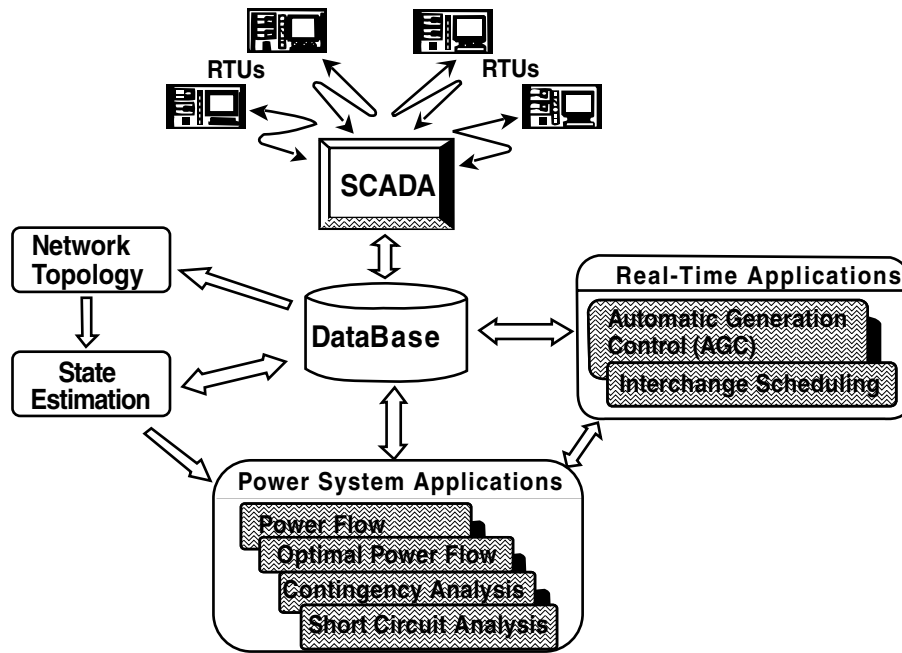 RTUs
RTUs
SCADA
Network
Topology
Real-Time Applications
Automatic Generation
Control (AGC)
Interchange Scheduling
DataBase
State
Estimation
Power System Applications
Power Flow
Optimal Power Flow
Contingency Analysis
Short Circuit Analysis